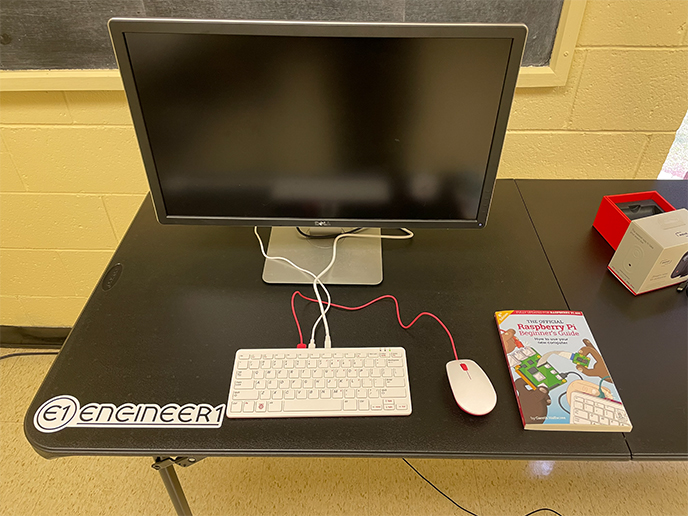 DELL
E1 ENGINEER1
THE OFFICIAL
Raspberry Pi
Beginner's Guide
How to use your
new computer